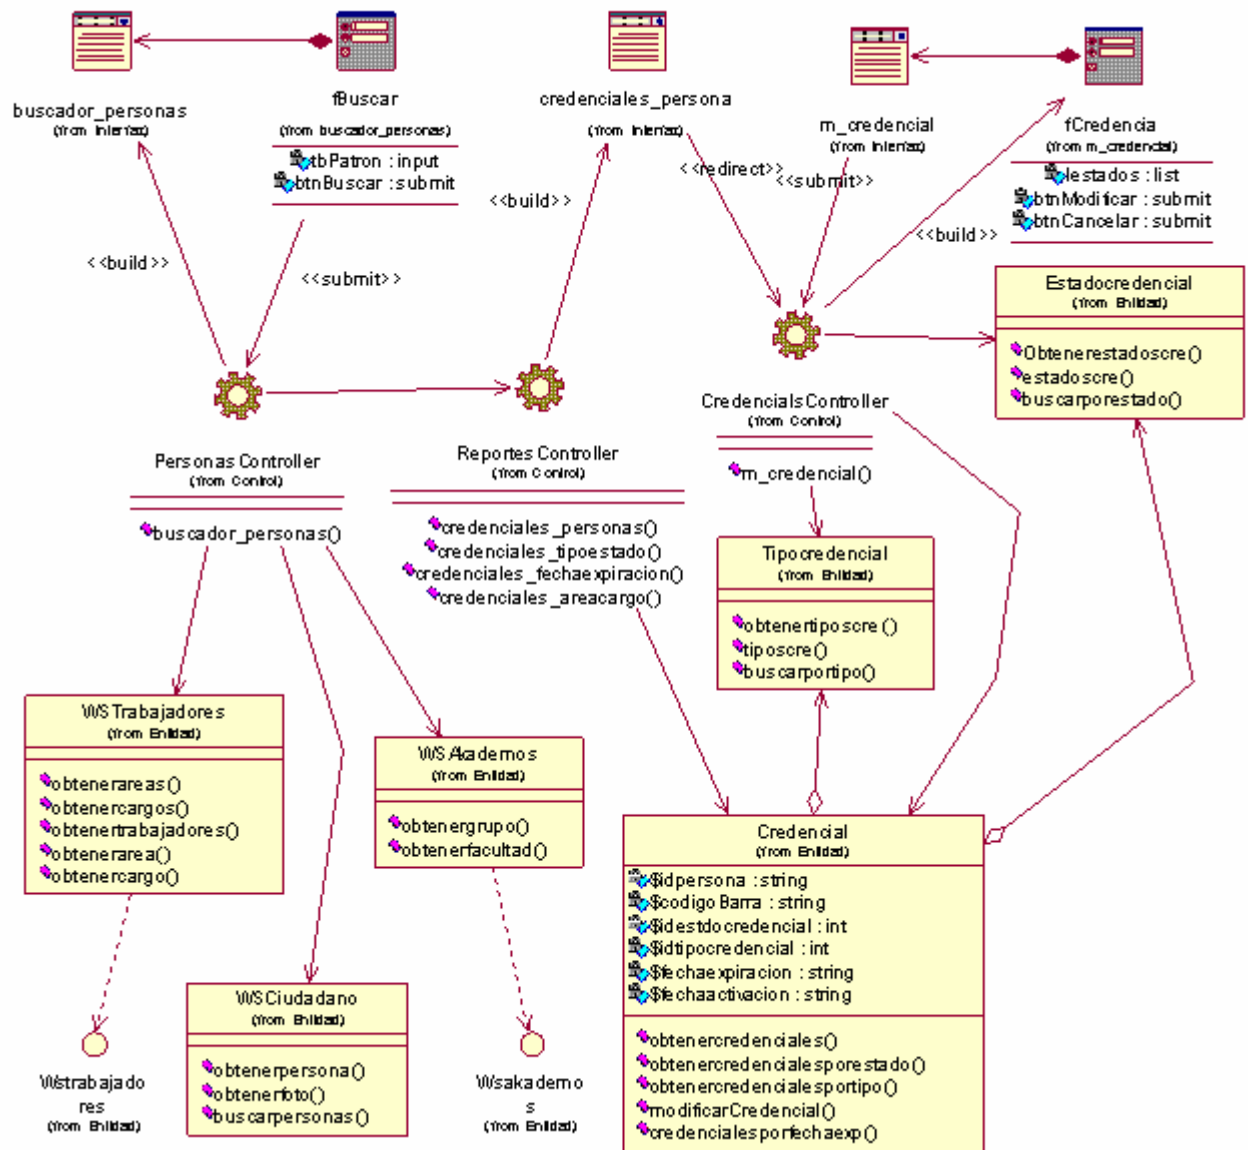 buscador_personas
(from Interfaz)
fBuscar
(from buscador_personas)
tbPatron : input
btnBuscar : submit
credenciales_persona
(from Interfaz)
m_credencial
(from Interfaz)
fCredencia
(from m_credencial)
lestados : list
btnModificar : submit
btnCancelar : submit
<<build>>
<<submit>>
<<build>>
<<redirect>>
<<submit>>
<<build>>
Estadocredencial
(from Entidad)
Obtenerestadoscre()
estadoscre()
buscarporestado()
Personas Controller
(from Control)
buscador_personas()
Reportes Controller
(from Control)
credenciales_personas()
credenciales_tipoestado()
credenciales_fechaexpiracion()
credenciales_areacargo()
CredencialsController
(from Control)
m_credencial()
Tipocredencial
(from Entidad)
obtenertiposcre()
tiposcre()
buscarportipo()
WSTrabajadores
(from Entidad)
obtenerareas()
obtenercargos()
obtenertrabajadores()
obtenerarea()
obtenercargo()
WSAkademos
(from Entidad)
obtenergrupo()
obtenerfacultad()
WSCiudadano
(from Entidad)
obtenerpersona()
obtenerfoto()
buscarpersonas()
Wstrabajado
res
(from Entidad)
Wsakademo
s
(from Entidad)
Credencial
(from Entidad)
$idpersona : string
$codigoBarra : string
$idestdocredencial : int
$idtipocredencial : int
$fechaexpiracion : string
$fechaactivacion : string
obtenercredenciales()
obtenercredencialesporestado()
obtenercredencialesportipo()
modificarCredencial()
credencialesporfechaexp()